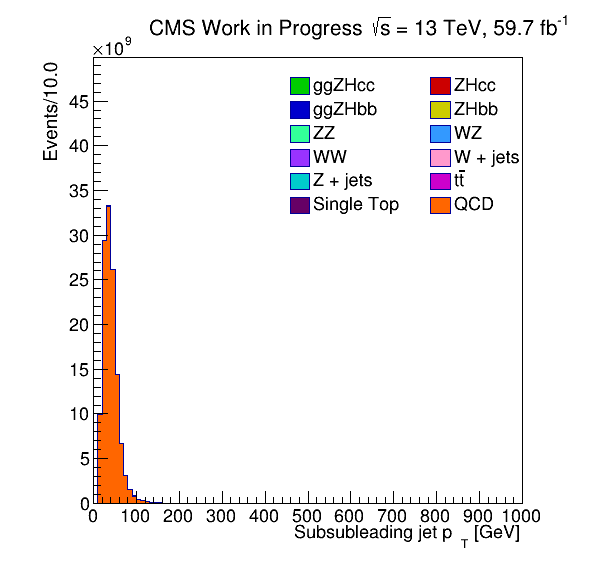 CMS Work in Progress √s = 13 TeV, 59.7 fb⁻¹
×10⁹
Events/10.0
ggZHcc ZHcc
ggZHbb ZHbb
ZZ WZ
WW W + jets
Z + jets tt̄
Single Top QCD
45
40
35
30
25
20
15
10
5
0
0 100 200 300 400 500 600 700 800 900 1000
Subsubleading jet p_T [GeV]